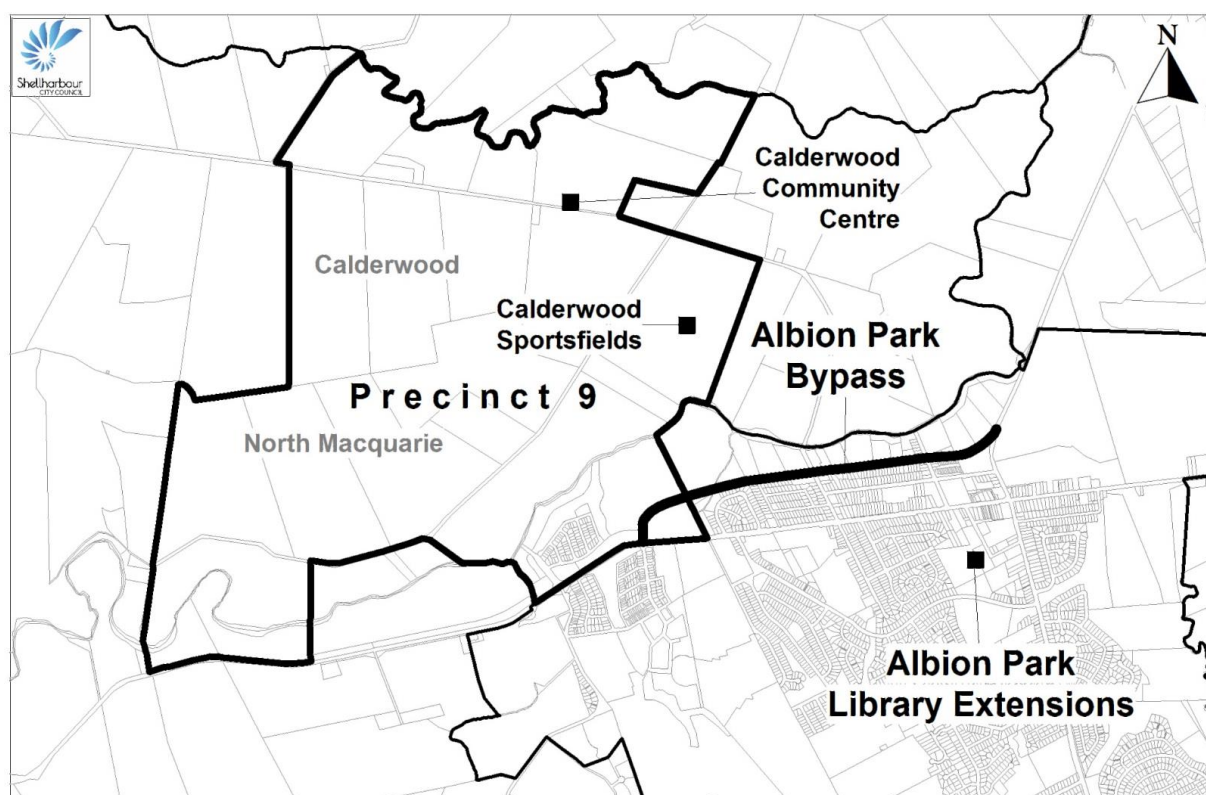 Shellharbour
CITY COUNCIL
N
Calderwood
Community
Centre
Calderwood
Calderwood
Sportsfields
Albion Park
Bypass
Precinct 9
North Macquarie
Albion Park
Library Extensions